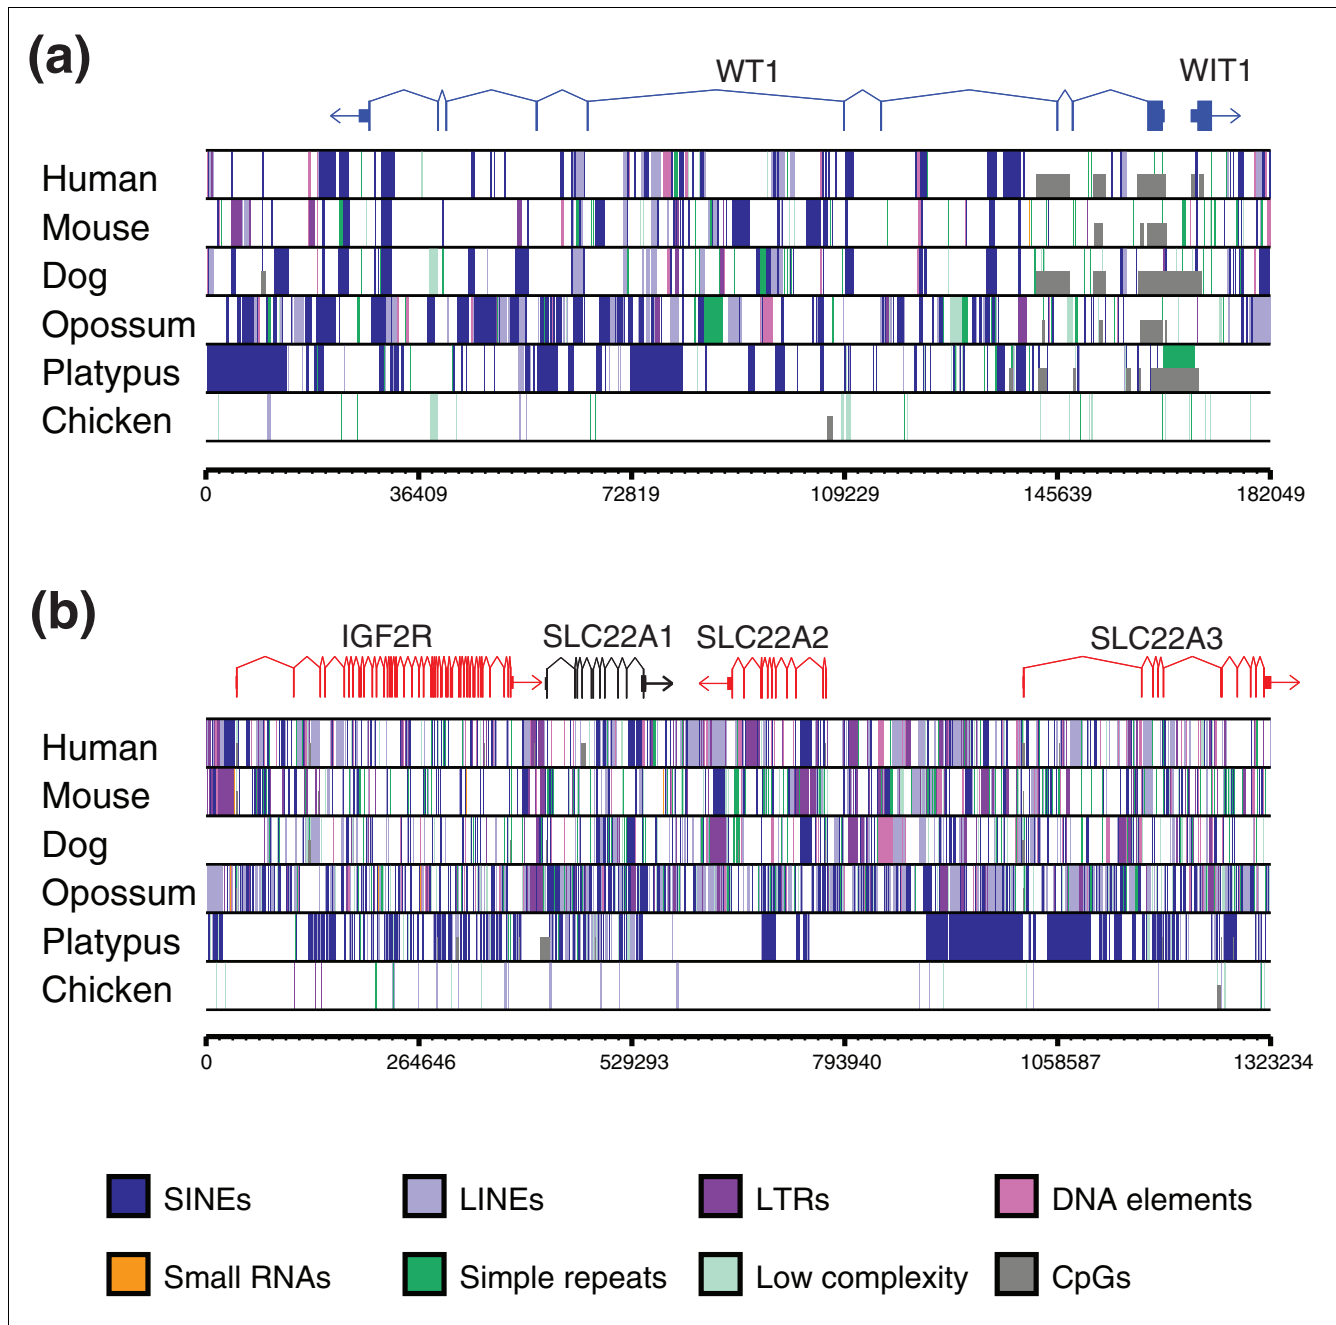 (a)
WT1 WIT1
Human
Mouse
Dog
Opossum
Platypus
Chicken
0 36409 72819 109229 145639 182049
(b)
IGF2R SLC22A1 SLC22A2 SLC22A3
Human
Mouse
Dog
Opossum
Platypus
Chicken
0 264646 529293 793940 1058587 1323234
SINEs LINEs LTRs DNA elements
Small RNAs Simple repeats Low complexity CpGs